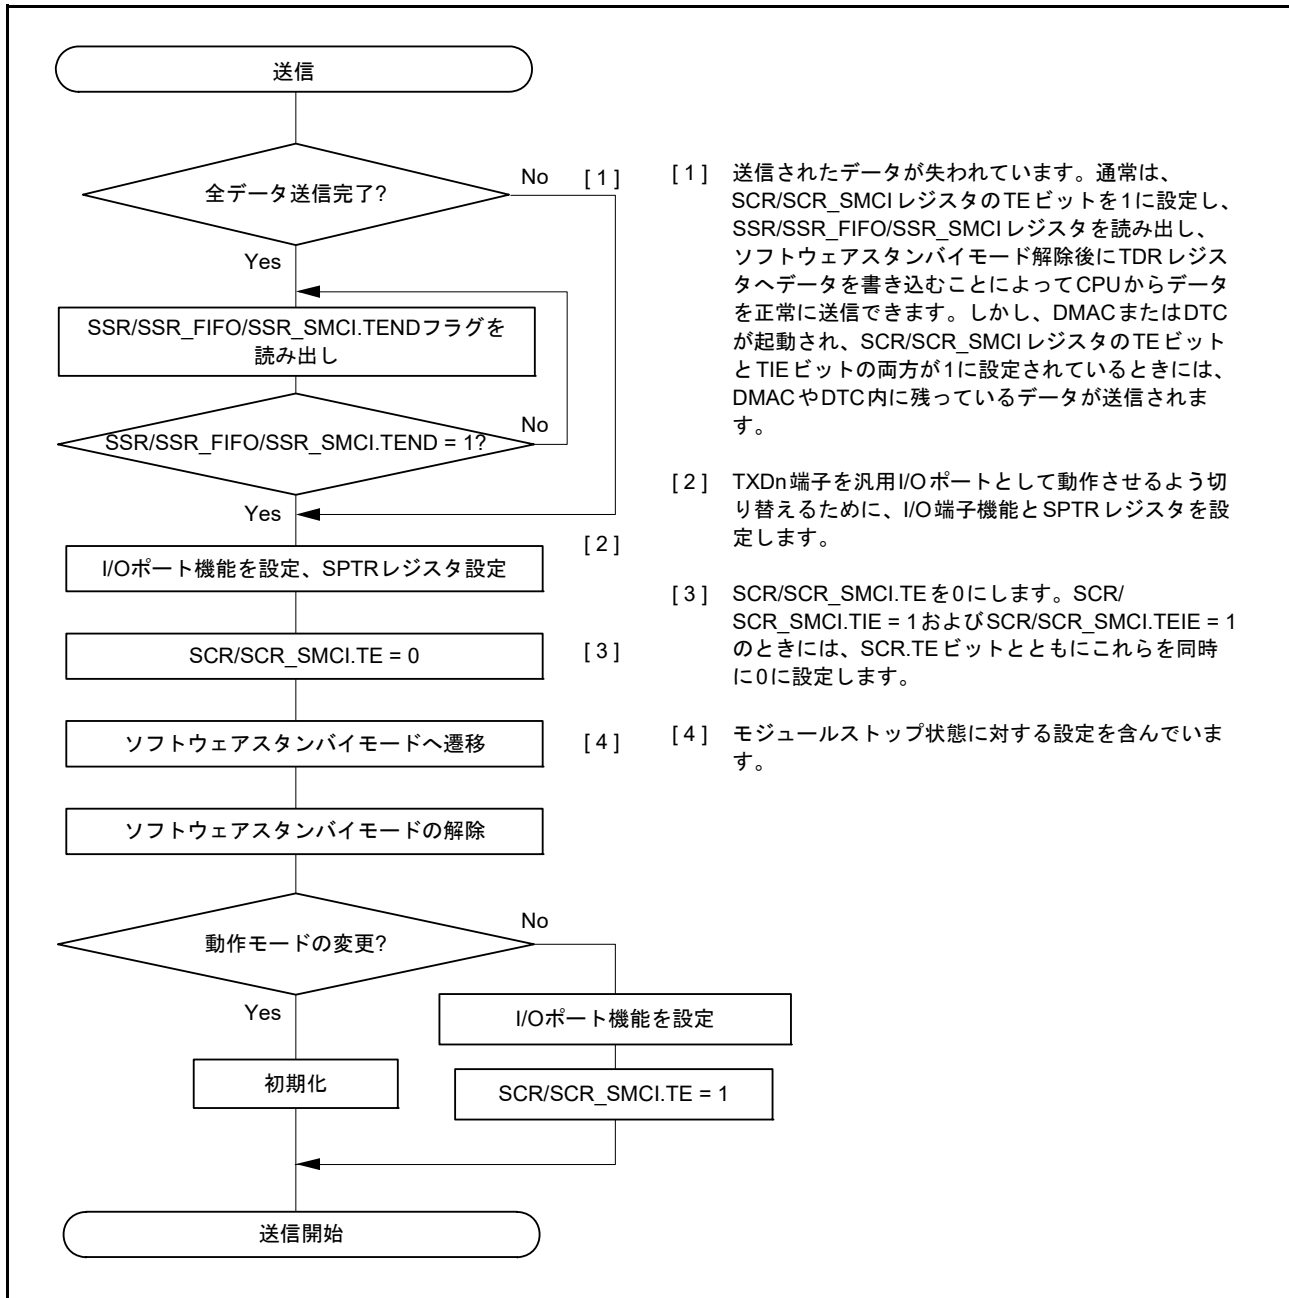 送信
全データ送信完了?
No
[ 1 ]
Yes
SSR/SSR_FIFO/SSR_SMCI.TENDフラグを
読み出し
SSR/SSR_FIFO/SSR_SMCI.TEND = 1?
No
Yes
[ 2 ]
I/Oポート機能を設定、SPTRレジスタ設定
SCR/SCR_SMCI.TE = 0
[ 3 ]
ソフトウェアスタンバイモードへ遷移
[ 4 ]
ソフトウェアスタンバイモードの解除
動作モードの変更?
No
Yes
I/Oポート機能を設定
初期化
SCR/SCR_SMCI.TE = 1
送信開始
[ 1 ] 送信されたデータが失われています。通常は、
SCR/SCR_SMCIレジスタのTEビットを1に設定し、
SSR/SSR_FIFO/SSR_SMCIレジスタを読み出し、
ソフトウェアスタンバイモード解除後にTDRレジス
タへデータを書き込むことによってCPUからデータ
を正常に送信できます。しかし、DMACまたはDTC
が起動され、SCR/SCR_SMCIレジスタのTEビット
とTIEビットの両方が1に設定されているときには、
DMACやDTC内に残っているデータが送信されま
す。
[ 2 ] TXDn端子を汎用I/Oポートとして動作させるよう切
り替えるために、I/O端子機能とSPTRレジスタを設
定します。
[ 3 ] SCR/SCR_SMCI.TEを0にします。SCR/
SCR_SMCI.TIE = 1およびSCR/SCR_SMCI.TEIE = 1
のときには、SCR.TEビットとともにこれらを同時
に0に設定します。
[ 4 ] モジュールストップ状態に対する設定を含んでいま
す。